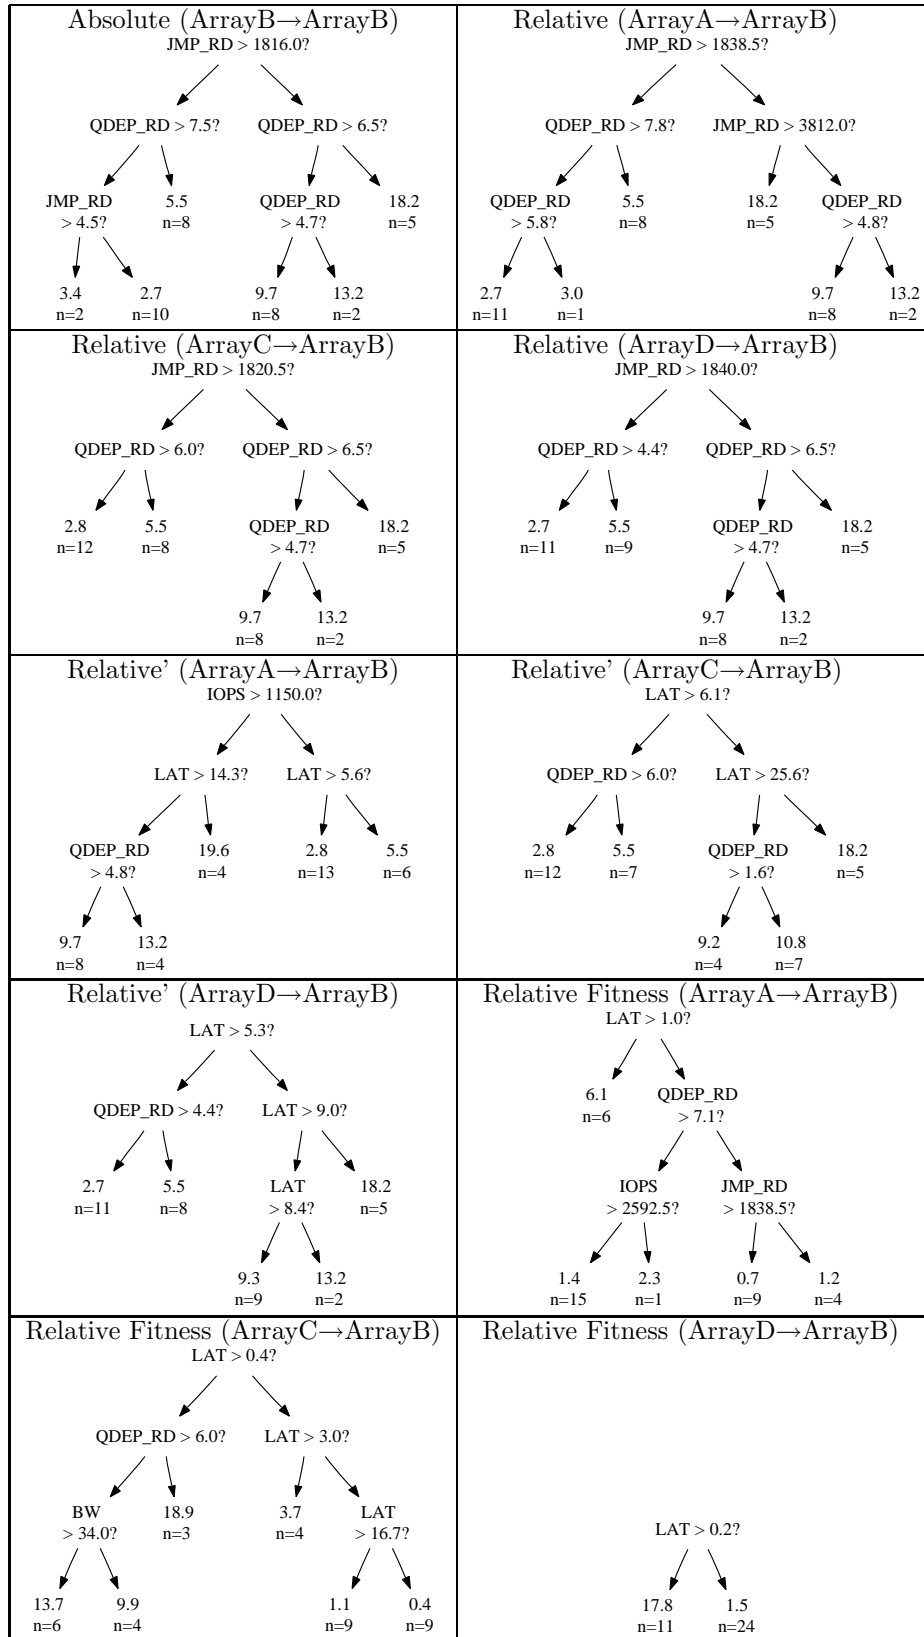 Absolute (ArrayB→ArrayB)
JMP_RD > 1816.0?
QDEP_RD > 7.5? QDEP_RD > 6.5?
JMP_RD 5.5 QDEP_RD 18.2
> 4.5? n=8 > 4.7? n=5
3.4 2.7 9.7 13.2
n=2 n=10 n=8 n=2
Relative (ArrayA→ArrayB)
JMP_RD > 1838.5?
QDEP_RD > 7.8? JMP_RD > 3812.0?
QDEP_RD 5.5 18.2 QDEP_RD
> 5.8? n=8 n=5 > 4.8?
2.7 3.0 9.7 13.2
n=11 n=1 n=8 n=2
Relative (ArrayC→ArrayB)
JMP_RD > 1820.5?
QDEP_RD > 6.0? QDEP_RD > 6.5?
2.8 5.5 QDEP_RD 18.2
n=12 n=8 > 4.7? n=5
9.7 13.2
n=8 n=2
Relative (ArrayD→ArrayB)
JMP_RD > 1840.0?
QDEP_RD > 4.4? QDEP_RD > 6.5?
2.7 5.5 QDEP_RD 18.2
n=11 n=9 > 4.7? n=5
9.7 13.2
n=8 n=2
Relative' (ArrayA→ArrayB)
IOPS > 1150.0?
LAT > 14.3? LAT > 5.6?
QDEP_RD 19.6 2.8 5.5
> 4.8? n=4 n=13 n=6
9.7 13.2
n=8 n=4
Relative' (ArrayC→ArrayB)
LAT > 6.1?
QDEP_RD > 6.0? LAT > 25.6?
2.8 5.5 QDEP_RD 18.2
n=12 n=7 > 1.6? n=5
9.2 10.8
n=4 n=7
Relative' (ArrayD→ArrayB)
LAT > 5.3?
QDEP_RD > 4.4? LAT > 9.0?
2.7 5.5 LAT 18.2
n=11 n=8 > 8.4? n=5
9.3 13.2
n=9 n=2
Relative Fitness (ArrayA→ArrayB)
LAT > 1.0?
6.1 QDEP_RD
n=6 > 7.1?
IOPS JMP_RD
> 2592.5? > 1838.5?
1.4 2.3 0.7 1.2
n=15 n=1 n=9 n=4
Relative Fitness (ArrayC→ArrayB)
LAT > 0.4?
QDEP_RD > 6.0? LAT > 3.0?
BW 18.9 3.7 LAT
> 34.0? n=3 n=4 > 16.7?
13.7 9.9 1.1 0.4
n=6 n=4 n=9 n=9
Relative Fitness (ArrayD→ArrayB)
LAT > 0.2?
17.8 1.5
n=11 n=24